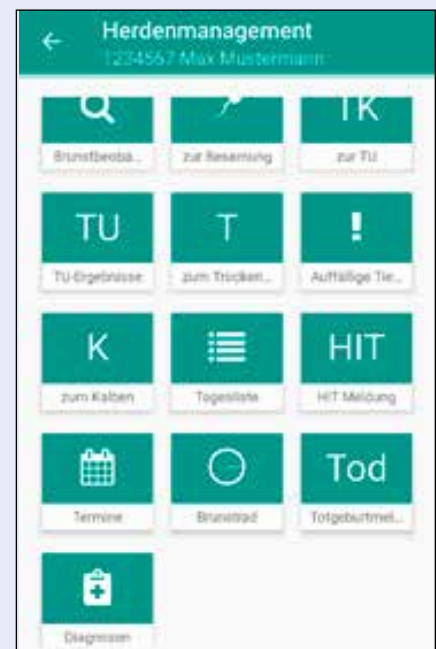 Herdenmanagement
1234567 Max Mustermann
TK
Brunstbeoba...
zur Besamung
zur TU
TU
T
!
TU-Ergebnisse
zum Trocken...
Auffällige Tie...
K
HIT
zum Kalben
Tagesliste
HIT Meldung
Tod
Termine
Brunstrad
Totgeburtmel...
Diagnosen